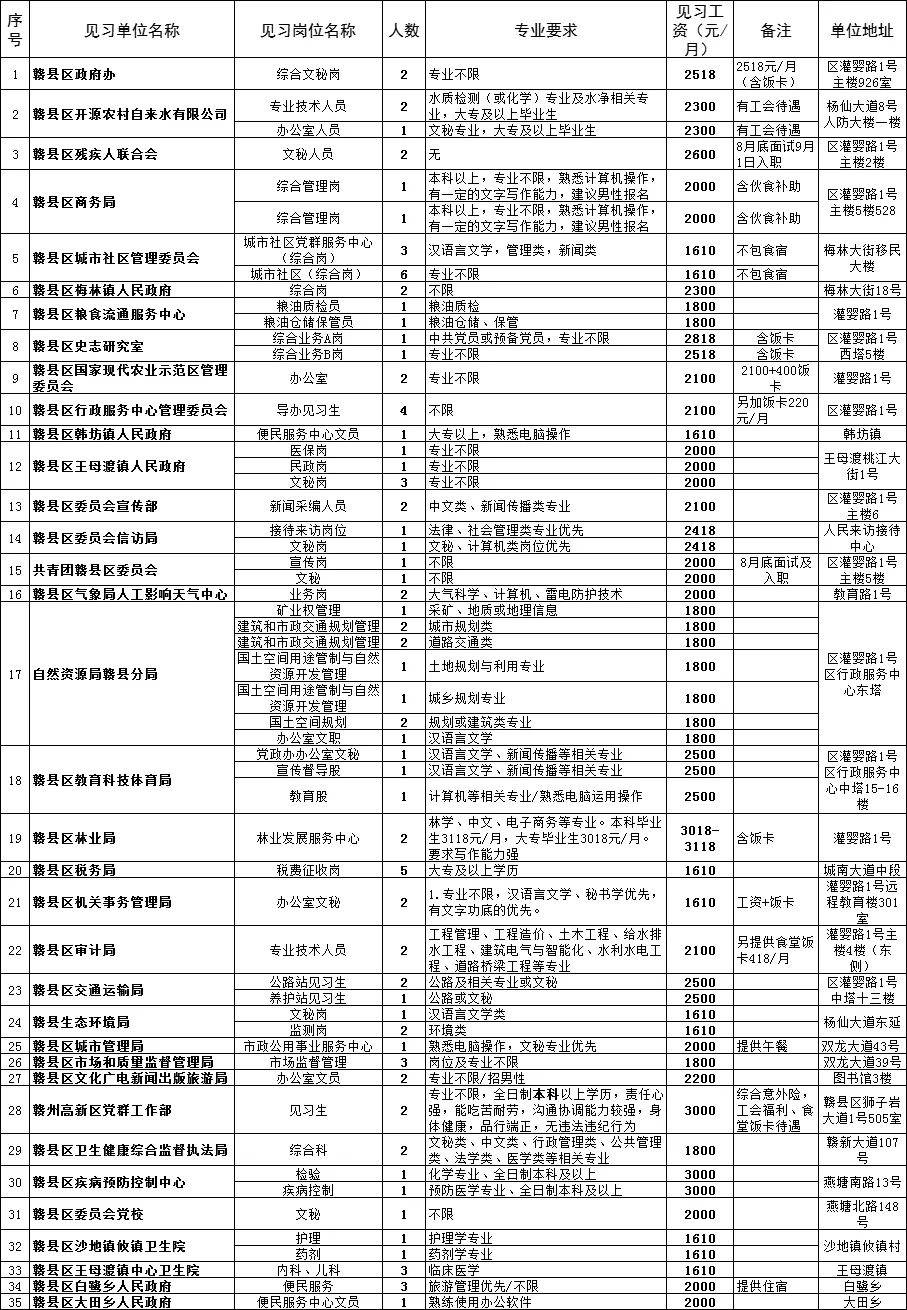 序号 见习单位名称 见习岗位名称 人数 专业要求 见习工资（元/月） 备注 单位地址
1 赣县区政府办 综合文秘岗 2 专业不限 2518 2518元/月（含饭卡） 区灌婴路1号主楼926室
2 赣县区开源农村自来水有限公司 专业技术人员 2 水质检测（或化学）专业及水净相关专业，大专及以上毕业生 2300 有工会待遇 杨仙大道8号人防大楼一楼
办公室人员 1 文秘专业，大专及以上毕业生 2300 有工会待遇
3 赣县区残疾人联合会 文秘人员 2 无 2600 8月底面试9月1日入职 区灌婴路1号主楼2楼
4 赣县区商务局 综合管理岗 1 本科以上，专业不限，熟悉计算机操作，有一定的文字写作能力，建议男性报名 2000 含伙食补助 区灌婴路1号主楼5楼528
综合管理岗 1 本科以上，专业不限，熟悉计算机操作，有一定的文字写作能力，建议男性报名 2000 含伙食补助
5 赣县区城市社区管理委员会 城市社区党群服务中心（综合岗） 3 汉语言文学，管理类，新闻类 1610 不包食宿 梅林大街移民大楼
城市社区（综合岗） 6 专业不限 1610 不包食宿
6 赣县区梅林镇人民政府 综合岗 2 不限 2300 梅林大街18号
7 赣县区粮食流通服务中心 粮油质检员 1 粮油质检 1800 灌婴路1号
粮油仓储保管员 1 粮油仓储、保管 1800
8 赣县区史志研究室 综合业务A岗 1 中共党员或预备党员，专业不限 2818 含饭卡 区灌婴路1号西塔5楼
综合业务B岗 1 专业不限 2518 含饭卡
9 赣县区国家现代农业示范区管理委员会 办公室 2 专业不限 2100 2100+400饭卡 灌婴路1号
10 赣县区行政服务中心管理委员会 导办见习生 4 不限 2100 另加饭卡220元/月 区灌婴路1号
11 赣县区韩坊镇人民政府 便民服务中心文员 1 大专以上，熟悉电脑操作 1610 韩坊镇
12 赣县区王母渡镇人民政府 医保岗 1 专业不限 2000 王母渡桃江大街1号
民政岗 1 专业不限 2000
文秘岗 3 专业不限 2000
13 赣县区委员会宣传部 新闻采编人员 2 中文类、新闻传播类专业 2100 区灌婴路1号主楼6
14 赣县区委员会信访局 接待来访岗位 1 法律、社会管理类专业优先 2418 人民来访接待中心
文秘岗 1 文秘、计算机类岗位优先 2418
15 共青团赣县区委员会 宣传岗 1 不限 2000 8月底面试及入职 区灌婴路1号主楼5楼
文秘 1 不限 2000
16 赣县区气象局人工影响天气中心 业务岗 2 大气科学、计算机、雷电防护技术 2000 教育路1号
17 自然资源局赣县分局 矿业权管理 1 采矿、地质或地理信息 1800 区灌婴路1号区行政服务中心东塔
建筑和市政交通规划管理 2 城市规划类 1800
建筑和市政交通规划管理 2 道路交通类 1800
国土空间用途管制与自然资源开发管理 1 土地规划与利用专业 1800
国土空间用途管制与自然资源开发管理 1 城乡规划专业 1800
国土空间规划 2 规划或建筑类专业 1800
办公室文职 1 汉语言文学 1800
18 赣县区教育科技体育局 党政办办公室文秘 1 汉语言文学、新闻传播等相关专业 2500 区灌婴路1号区行政服务中心中塔15-16楼
宣传督导股 1 汉语言文学、新闻传播等相关专业 2500
教育股 1 计算机等相关专业/熟悉电脑运用操作 2500
19 赣县区林业局 林业发展服务中心 2 林学、中文、电子商务等专业。本科毕业生3118元/月，大专毕业生3018元/月。要求写作能力强 3018-3118 含饭卡 灌婴路1号
20 赣县区税务局 税费征收岗 5 大专及以上学历 1610 城南大道中段
21 赣县区机关事务管理局 办公室文秘 2 1.专业不限，汉语言文学、秘书学优先，有文字功底的优先。 1610 工资+饭卡 灌婴路1号远程教育楼301室
22 赣县区审计局 专业技术人员 2 工程管理、工程造价、土木工程、给水排水工程、建筑电气与智能化、水利水电工程、道路桥梁工程等专业 2100 另提供食堂饭卡418/月 灌婴路1号主楼4楼（东侧）
23 赣县区交通运输局 公路站见习生 2 公路及相关专业或文秘 2500 区灌婴路1号中塔十三楼
养护站见习生 1 公路或文秘 2500
24 赣县生态环境局 文秘岗 1 汉语言文学类 1610 杨仙大道东延
监测岗 2 环境类 1610
25 赣县区城市管理局 市政公用事业服务中心 1 熟悉电脑操作，文秘专业优先 2000 提供午餐 双龙大道43号
26 赣县区市场和质量监督管理局 市场监督管理 3 岗位及专业不限 1800 双龙大道39号
27 赣县区文化广电新闻出版旅游局 办公室文员 2 专业不限/招男性 2200 图书馆3楼
28 赣州高新区党群工作部 见习生 2 专业不限，全日制本科以上学历，责任心强，能吃苦耐劳，沟通协调能力较强，身体健康，品行端正，无违法违纪行为 3000 综合意外险，工会福利、食堂饭卡待遇 赣县区狮子岩大道1号505室
29 赣县区卫生健康综合监督执法局 综合科 2 文秘类、中文类、行政管理类、公共管理类、法学类、医学类等相关专业 1800 赣新大道107号
30 赣县区疾病预防控制中心 检验 1 化学专业、全日制本科及以上 3000 燕塘南路13号
疾病控制 1 预防医学专业、全日制本科及以上 3000
31 赣县区委员会党校 文秘 1 不限 2000 燕塘北路148号
32 赣县区沙地镇攸镇卫生院 护理 1 护理学专业 1610 沙地镇攸镇村
药剂 1 药剂学专业 1610
33 赣县区王母渡镇中心卫生院 内科、儿科 3 临床医学 1610 王母渡镇
34 赣县区白鹭乡人民政府 便民服务 3 旅游管理优先/不限 2000 提供住宿 白鹭乡
35 赣县区大田乡人民政府 便民服务中心文员 1 熟练使用办公软件 2000 大田乡